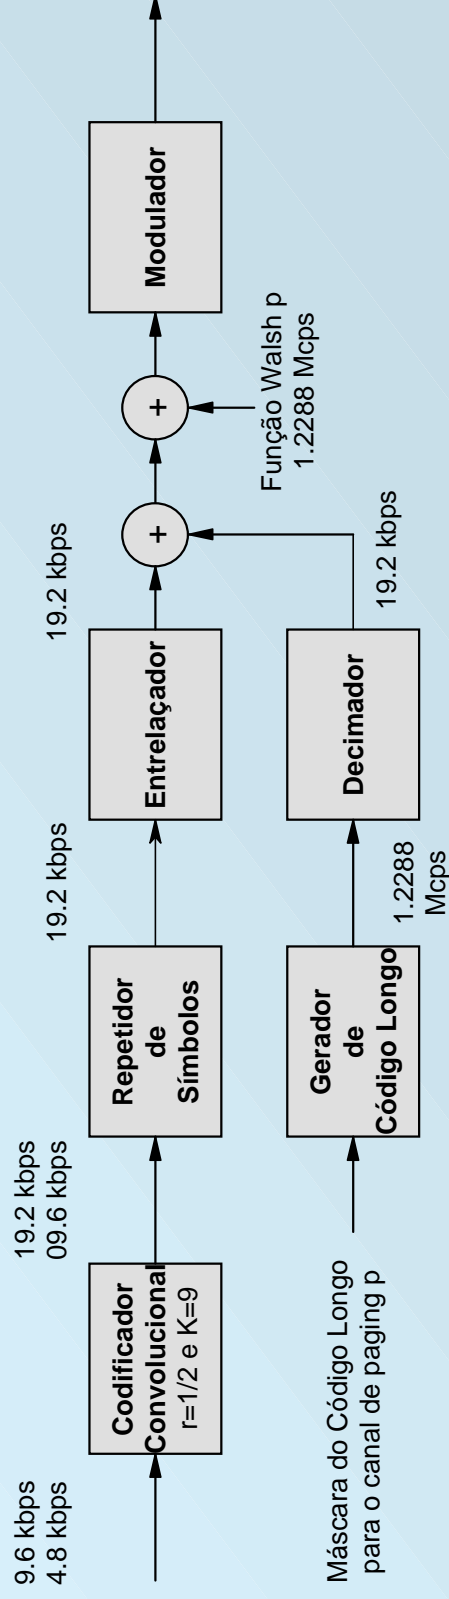 9.6 kbps
4.8 kbps
Codificador
Convolucional
r=1/2 e K=9
19.2 kbps
09.6 kbps
Repetidor
de
Símbolos
19.2 kbps
Entrelaçador
19.2 kbps
+
+
Modulador
Função Walsh p
1.2288 Mcps
Máscara do Código Longo
para o canal de paging p
Gerador
de
Código Longo
1.2288
Mcps
Decimador
19.2 kbps